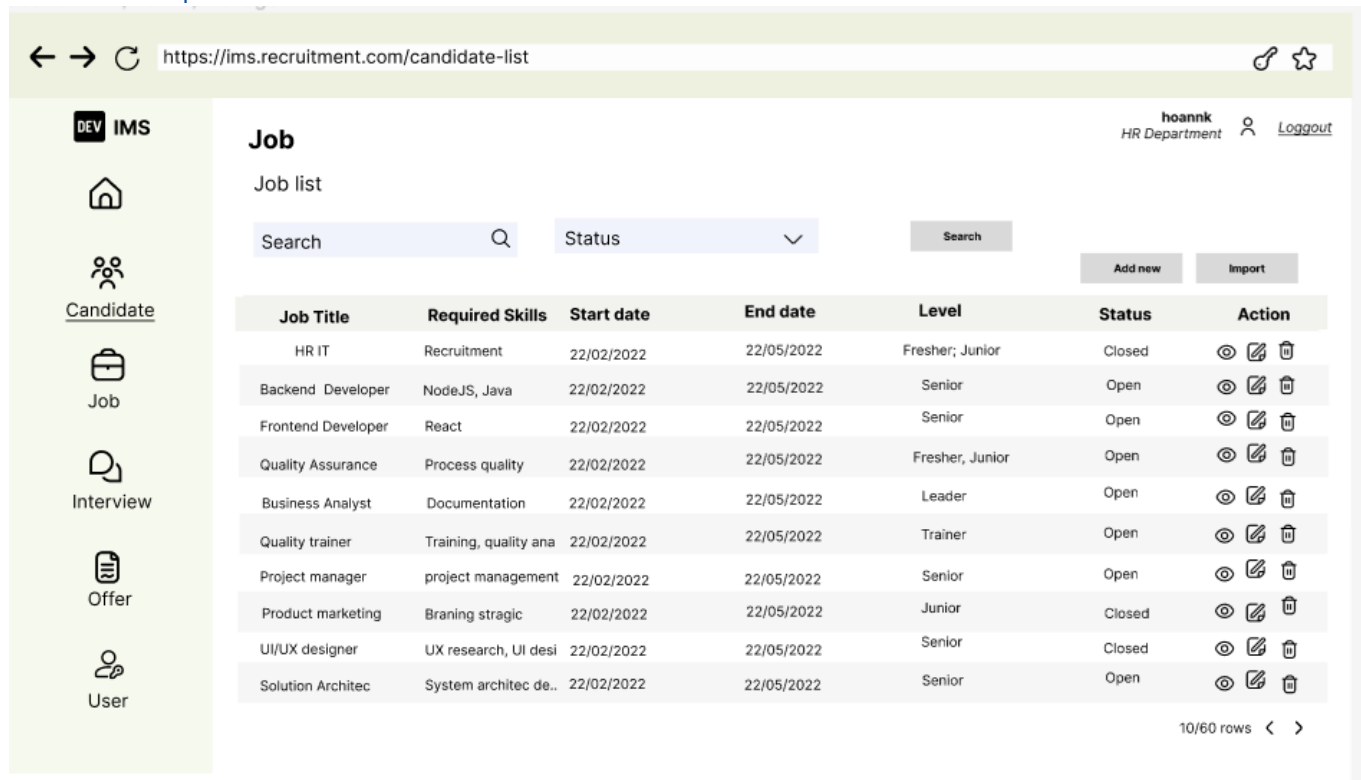 https://ims.recruitment.com/candidate-list
DEV IMS
hoannk
HR Department
Loggout
Job
Job list
Search
Status
Search
Add new
Import
Candidate
Job
Interview
Offer
User
Job Title Required Skills Start date End date Level Status Action
HR IT Recruitment 22/02/2022 22/05/2022 Fresher; Junior Closed
Backend Developer NodeJS, Java 22/02/2022 22/05/2022 Senior Open
Frontend Developer React 22/02/2022 22/05/2022 Senior Open
Quality Assurance Process quality 22/02/2022 22/05/2022 Fresher, Junior Open
Business Analyst Documentation 22/02/2022 22/05/2022 Leader Open
Quality trainer Training, quality ana 22/02/2022 22/05/2022 Trainer Open
Project manager project management 22/02/2022 22/05/2022 Senior Open
Product marketing Braning stragic 22/02/2022 22/05/2022 Junior Closed
UI/UX designer UX research, UI desi 22/02/2022 22/05/2022 Senior Closed
Solution Architec System architec de.. 22/02/2022 22/05/2022 Senior Open
10/60 rows